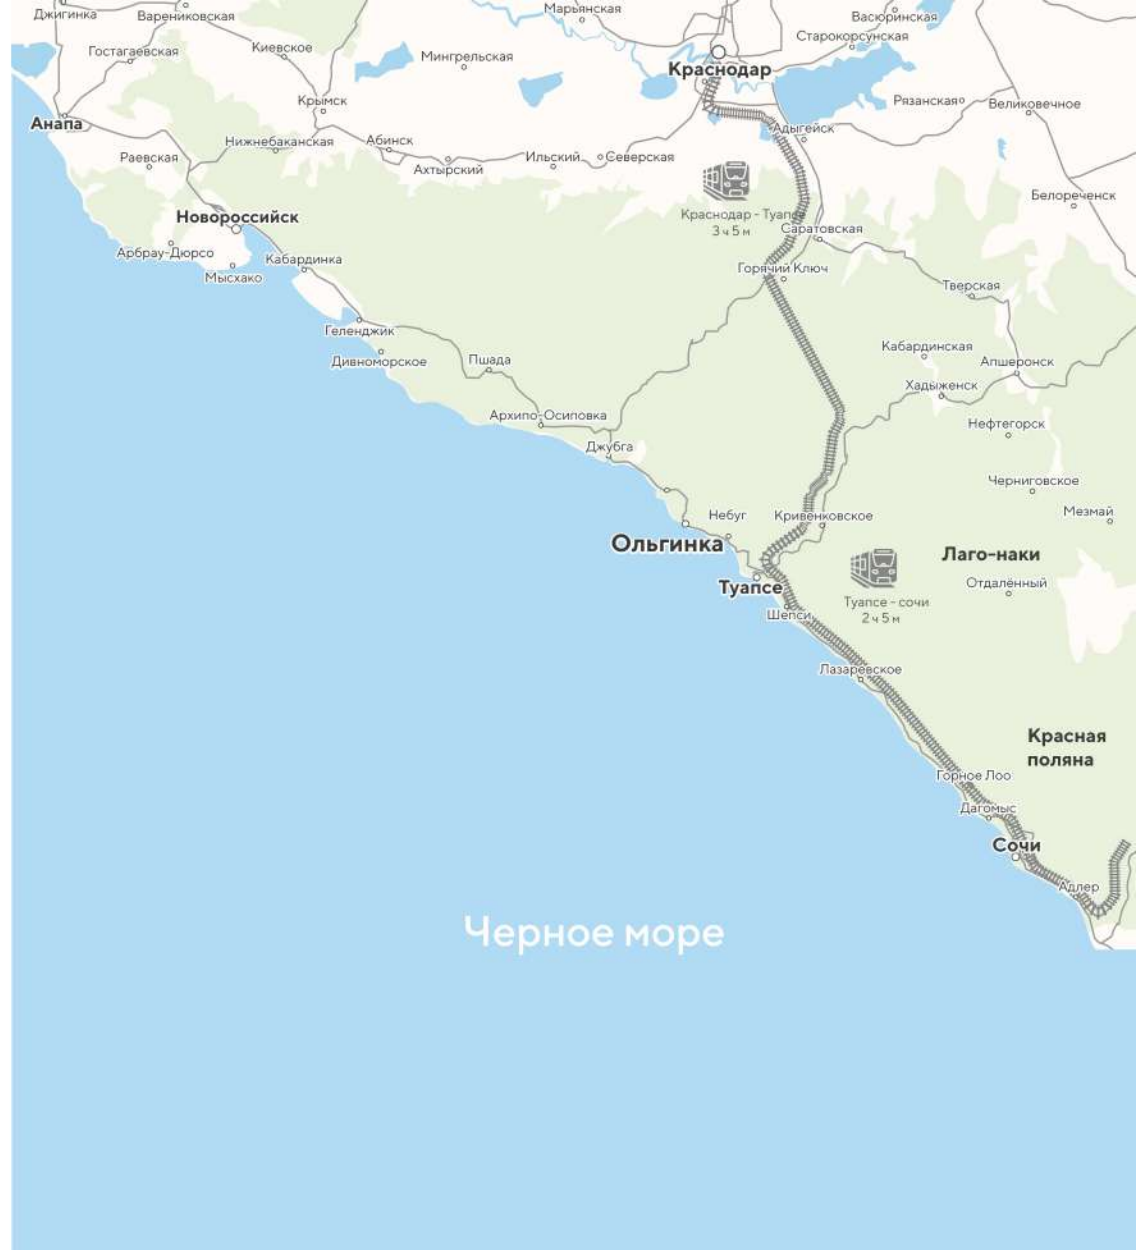 Джигинка
Варениковская
Марьянская
Васюринская
Старокорсунская
Гостагаевская
Киевское
Мингрельская
Краснодар
Крымск
Рязанская
Великовечное
Анапа
Адыгейск
Нижнебаканская
Абинск
Раевская
Ахтырский
Ильский
Северская
Белореченск
Новороссийск
Краснодар - Туапсе
3 ч 5 м
Саратовская
Арбрау-Дюрсо
Кабардинка
Мысхако
Горячий Ключ
Тверская
Геленджик
Дивноморское
Пшада
Кабардинская
Апшеронск
Хадыженск
Архипо-Осиповка
Нефтегорск
Джубга
Черниговское
Мезмай
Небуг
Кривенковское
Ольгинка
Лаго-наки
Туапсе
Отдалённый
Туапсе - сочи
2 ч 5 м
Шепси
Лазаревское
Красная
поляна
Горное Лоо
Дагомыс
Сочи
Адлер
Черное море